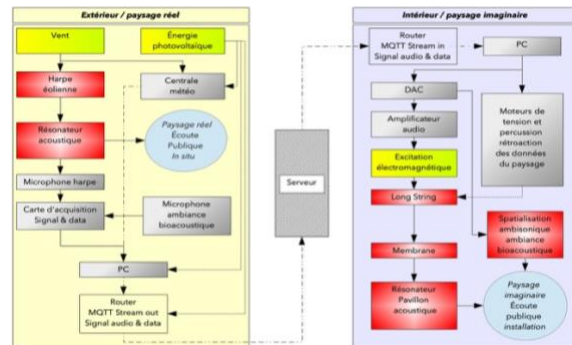 Extérieur / paysage réel
Vent
Énergie
photovoltaïque
Harpe
éolienne
Centrale
météo
Résonateur
acoustique
Paysage réel
Écoute
Publique
In situ
Microphone harpe
Carte d'acquisition
Signal & data
Microphone
ambiance
bioacoustique
PC
Router
MQTT Stream out
Signal audio & data
Serveur
Intérieur / paysage imaginaire
Router
MQTT Stream in
Signal audio & data
PC
DAC
Amplificateur
audio
Moteurs de
tension et
percussion
rétroaction
des données
du paysage
Excitation
électromagnétique
Long String
Membrane
Spatialisation
ambisonique
ambiance
bioacoustique
Résonateur
Pavillon
acoustique
Paysage
imaginaire
Écoute
publique
installation